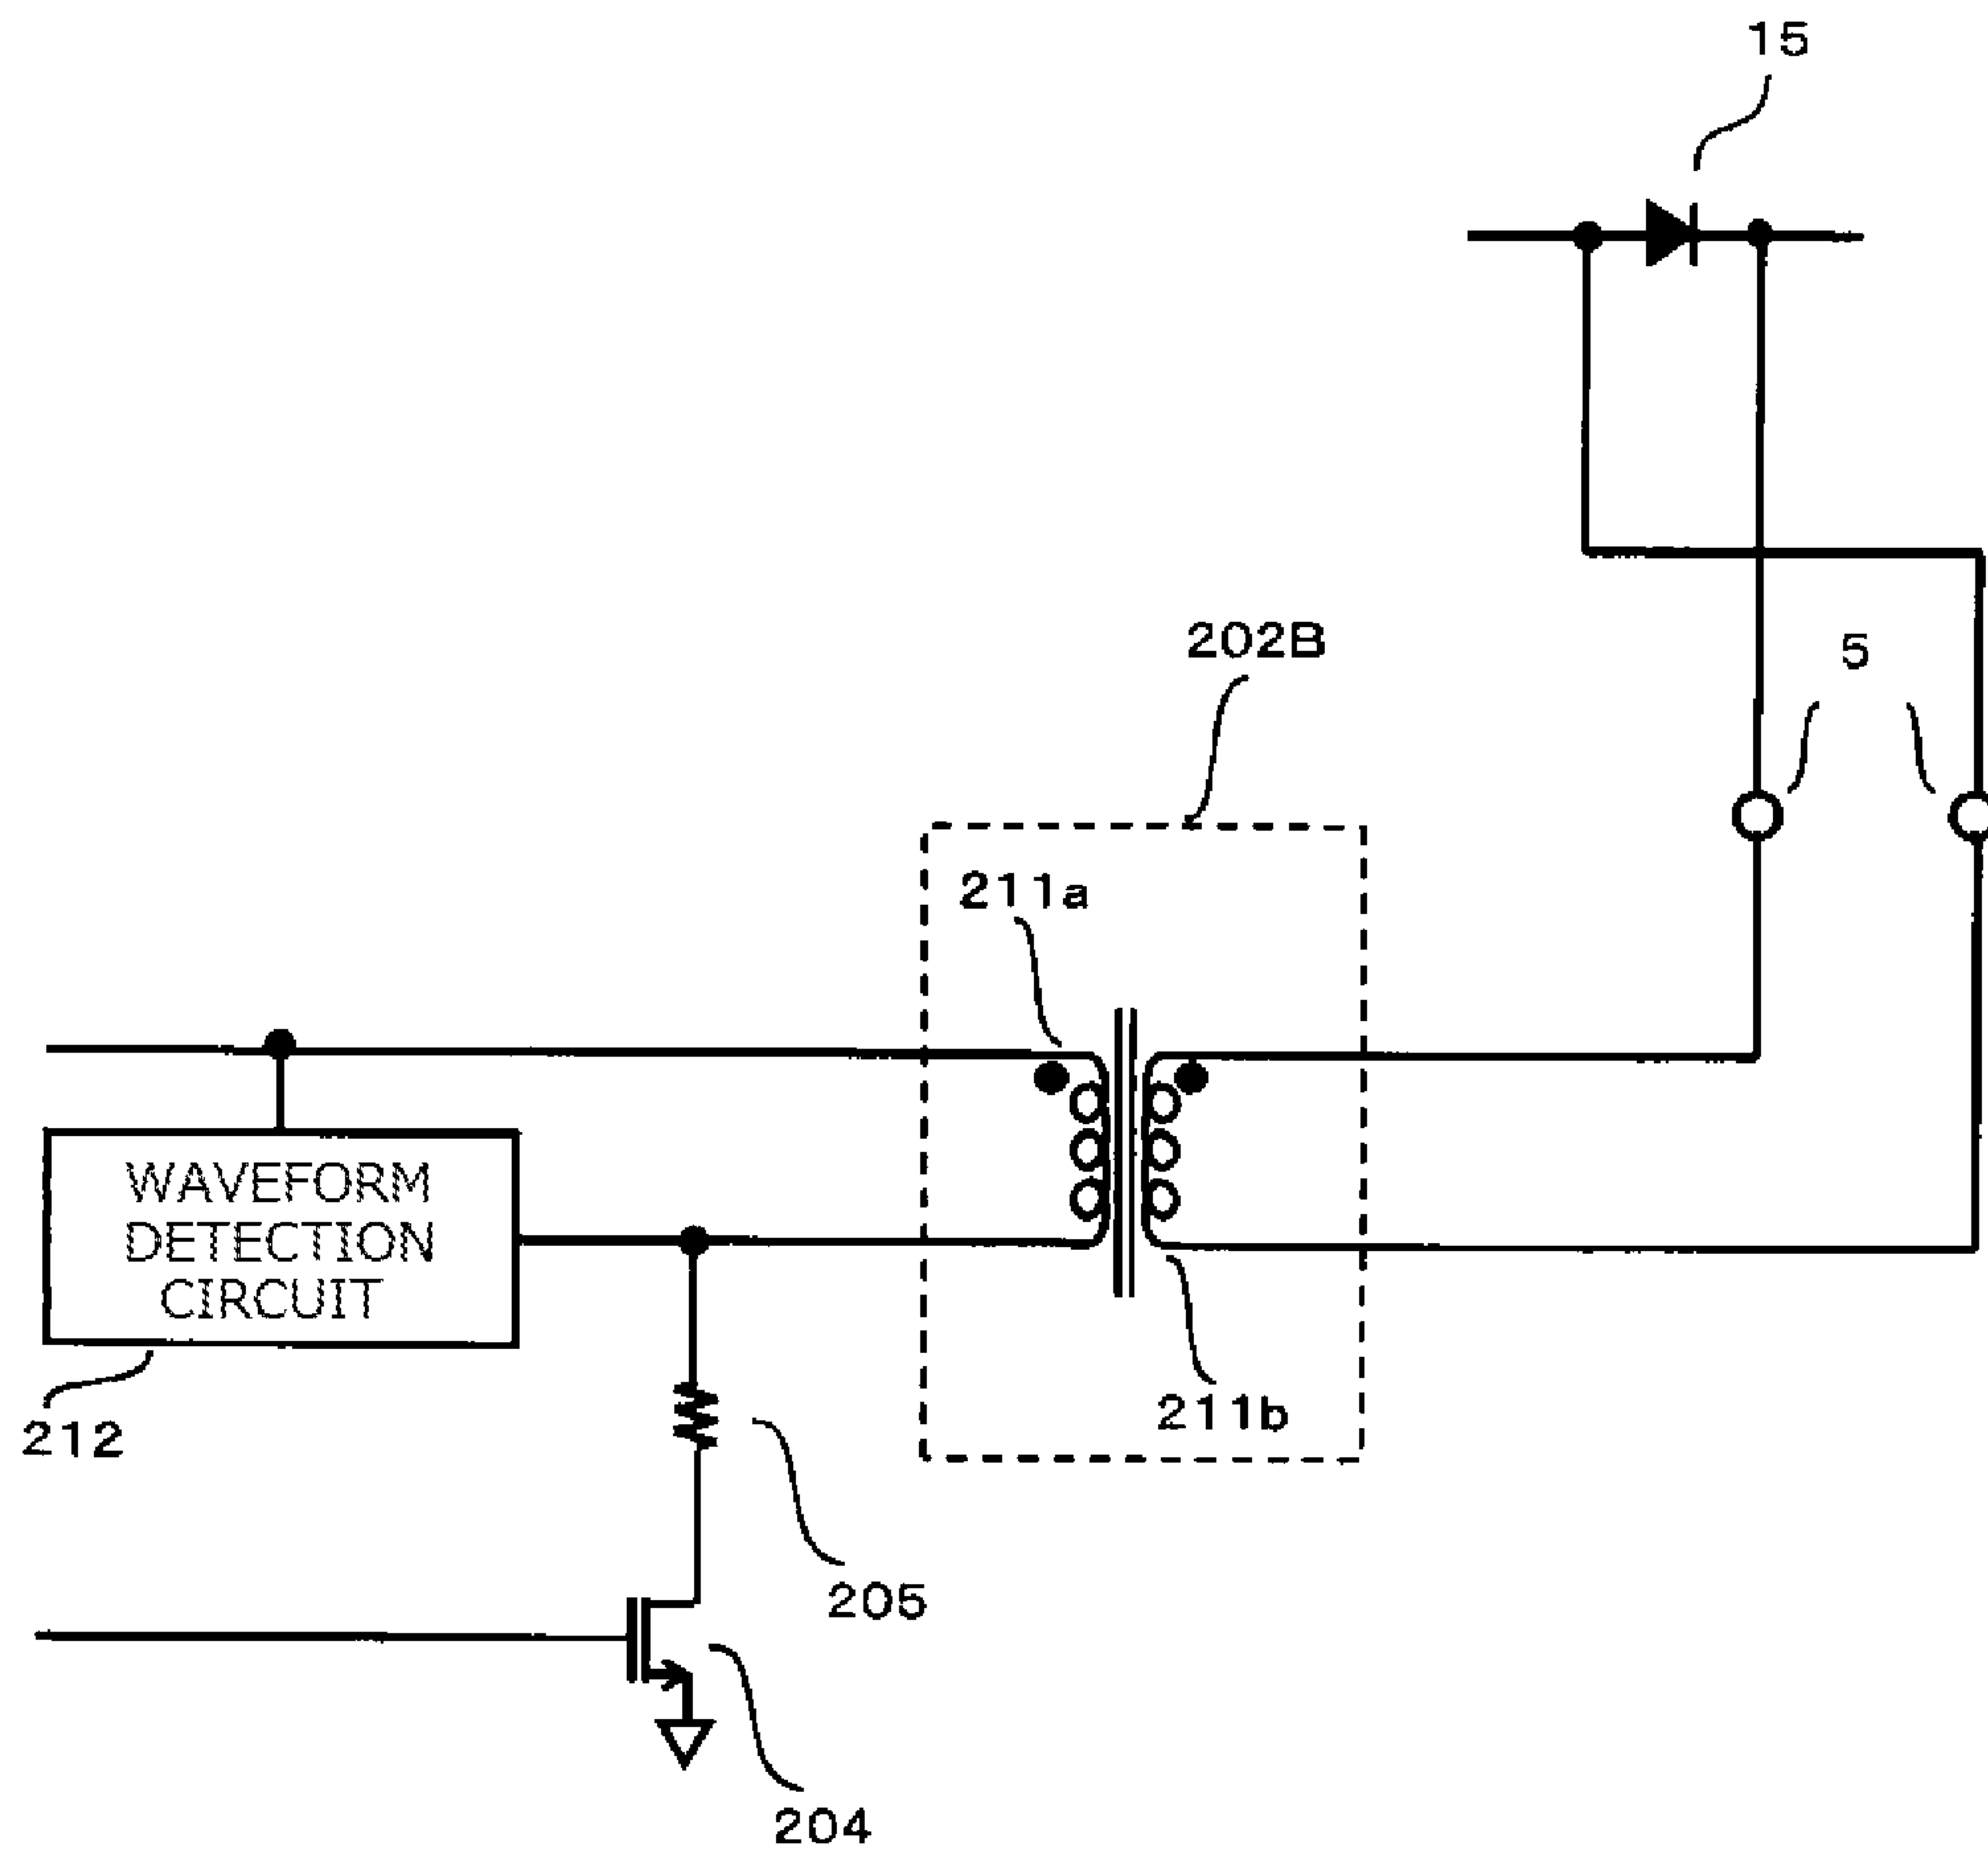 15
202B
5
211a
WAVEFORM
DETECTION
CIRCUIT
211b
212
205
204